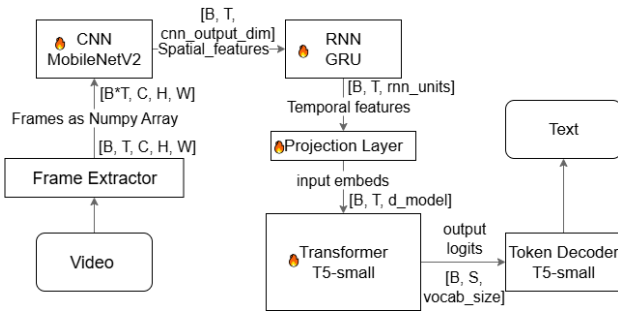 CNN
MobileNetV2
[B, T,
cnn_output_dim]
Spatial_features
RNN
GRU
[B*T, C, H, W]
Frames as Numpy Array
[B, T, C, H, W]
Frame Extractor
Video
[B, T, rnn_units]
Temporal features
Projection Layer
input embeds
[B, T, d_model]
Transformer
T5-small
output
logits
[B, S,
vocab_size]
Token Decoder
T5-small
Text